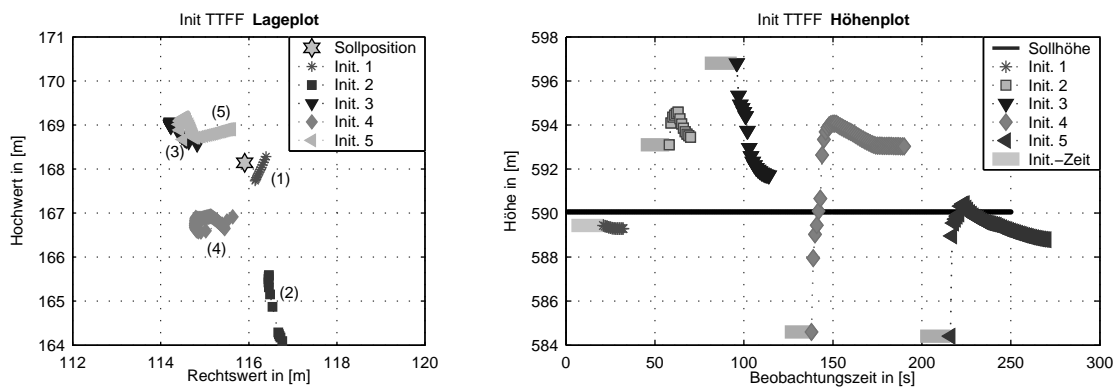 Init TTFF Lageplot
171
170
169
168
167
166
165
164
112
114
116
118
120
Hochwert in [m]
Rechtswert in [m]
Sollposition
Init. 1
Init. 2
Init. 3
Init. 4
Init. 5
(5)
(3)
(1)
(4)
(2)
Init TTFF Höhenplot
598
596
594
592
590
588
586
584
0
50
100
150
200
250
300
Höhe in [m]
Beobachtungszeit in [s]
Sollhöhe
Init. 1
Init. 2
Init. 3
Init. 4
Init. 5
Init.−Zeit